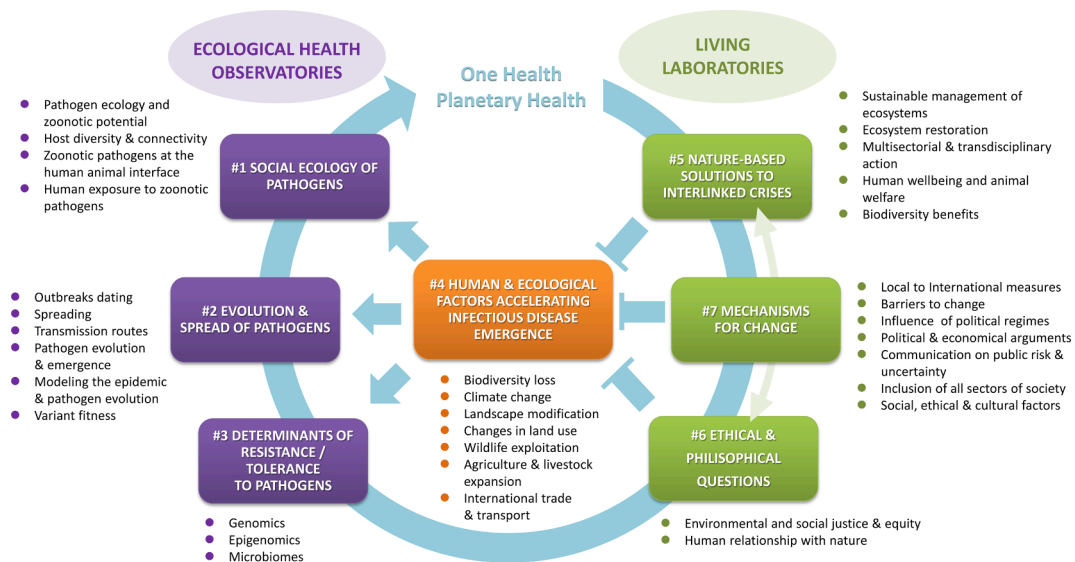 ECOLOGICAL HEALTH
OBSERVATORIES
One Health
Planetary Health
LIVING
LABORATORIES
Pathogen ecology and
zoonotic potential
Host diversity & connectivity
Zoonotic pathogens at the
human animal interface
Human exposure to zoonotic
pathogens
#1 SOCIAL ECOLOGY OF
PATHOGENS
#5 NATURE-BASED
SOLUTIONS TO
INTERLINKED CRISES
Sustainable management of
ecosystems
Ecosystem restoration
Multisectorial & transdisciplinary
action
Human wellbeing and animal
welfare
Biodiversity benefits
Outbreaks dating
Spreading
Transmission routes
Pathogen evolution
& emergence
Modeling the epidemic
& pathogen evolution
Variant fitness
#2 EVOLUTION &
SPREAD OF PATHOGENS
#4 HUMAN & ECOLOGICAL
FACTORS ACCELERATING
INFECTIOUS DISEASE
EMERGENCE
#7 MECHANISMS
FOR CHANGE
Local to International measures
Barriers to change
Influence of political regimes
Political & economical arguments
Communication on public risk &
uncertainty
Inclusion of all sectors of society
Social, ethical & cultural factors
Biodiversity loss
Climate change
Landscape modification
Changes in land use
Wildlife exploitation
Agriculture & livestock
expansion
International trade
& transport
#3 DETERMINANTS OF
RESISTANCE /
TOLERANCE
TO PATHOGENS
Genomics
Epigenomics
Microbiomes
#6 ETHICAL &
PHILISOPHICAL
QUESTIONS
Environmental and social justice & equity
Human relationship with nature